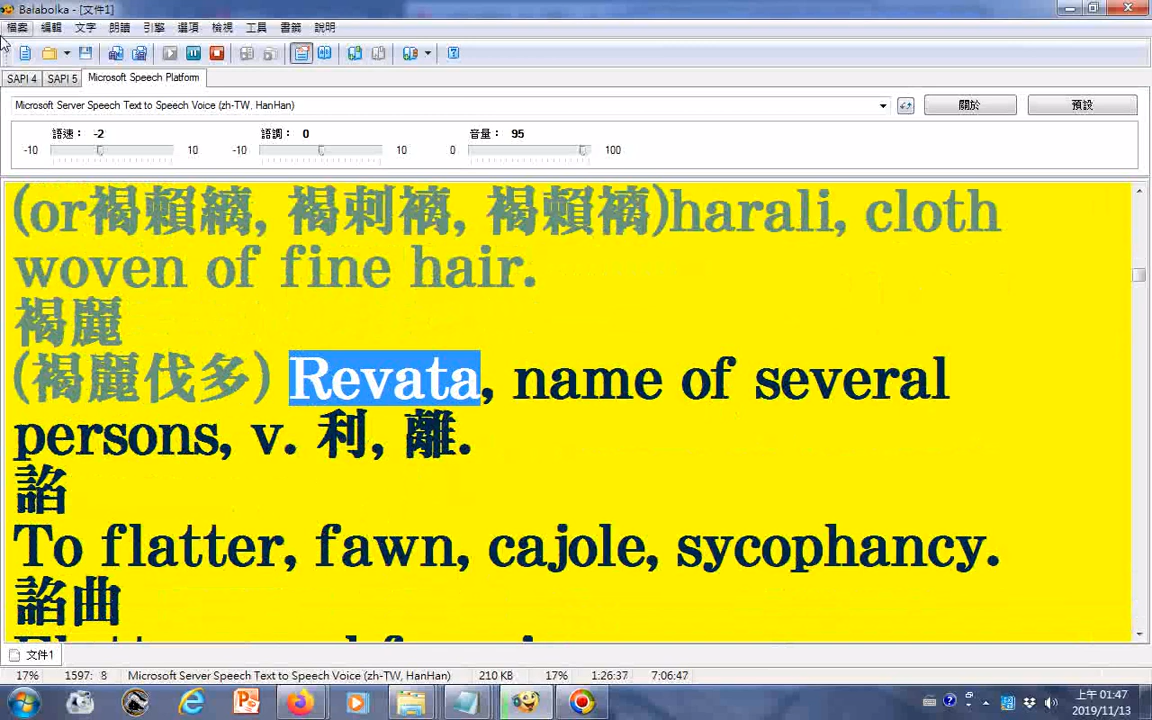 Balabolka - [文件1]
檔案 編輯 文字 朗讀 引擎 選項 檢視 工具 書籤 說明
SAPI 4 SAPI 5 Microsoft Speech Platform
Microsoft Server Speech Text to Speech Voice (zh-TW, HanHan) 關於 預設
語速： -2 語調： 0 音量： 95
-10 10 -10 10 0 100
(or褐賴縭, 褐刺襹, 褐賴襹)harali, cloth
woven of fine hair.
褐麗
(褐麗伐多) Revata, name of several
persons, v. 利, 離.
諂
To flatter, fawn, cajole, sycophancy.
諂曲
文件1
17% 1597: 8 Microsoft Server Speech Text to Speech Voice (zh-TW, HanHan) 210 KB 17% 1:26:37 7:06:47
上午 01:47
2019/11/13